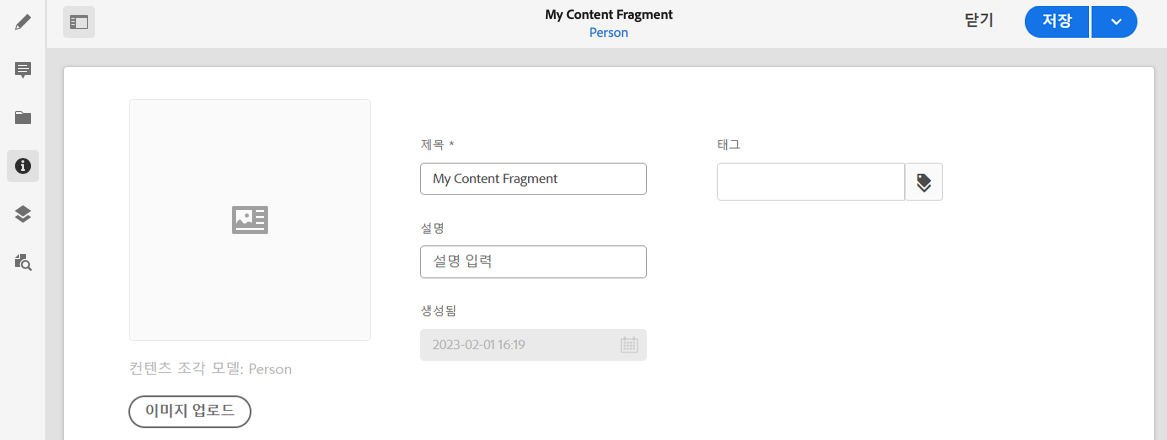 My Content Fragment
Person
닫기
저장
제목 *
My Content Fragment
태그
설명
설명 입력
생성됨
2023-02-01 16:19
컨텐츠 조각 모델: Person
이미지 업로드